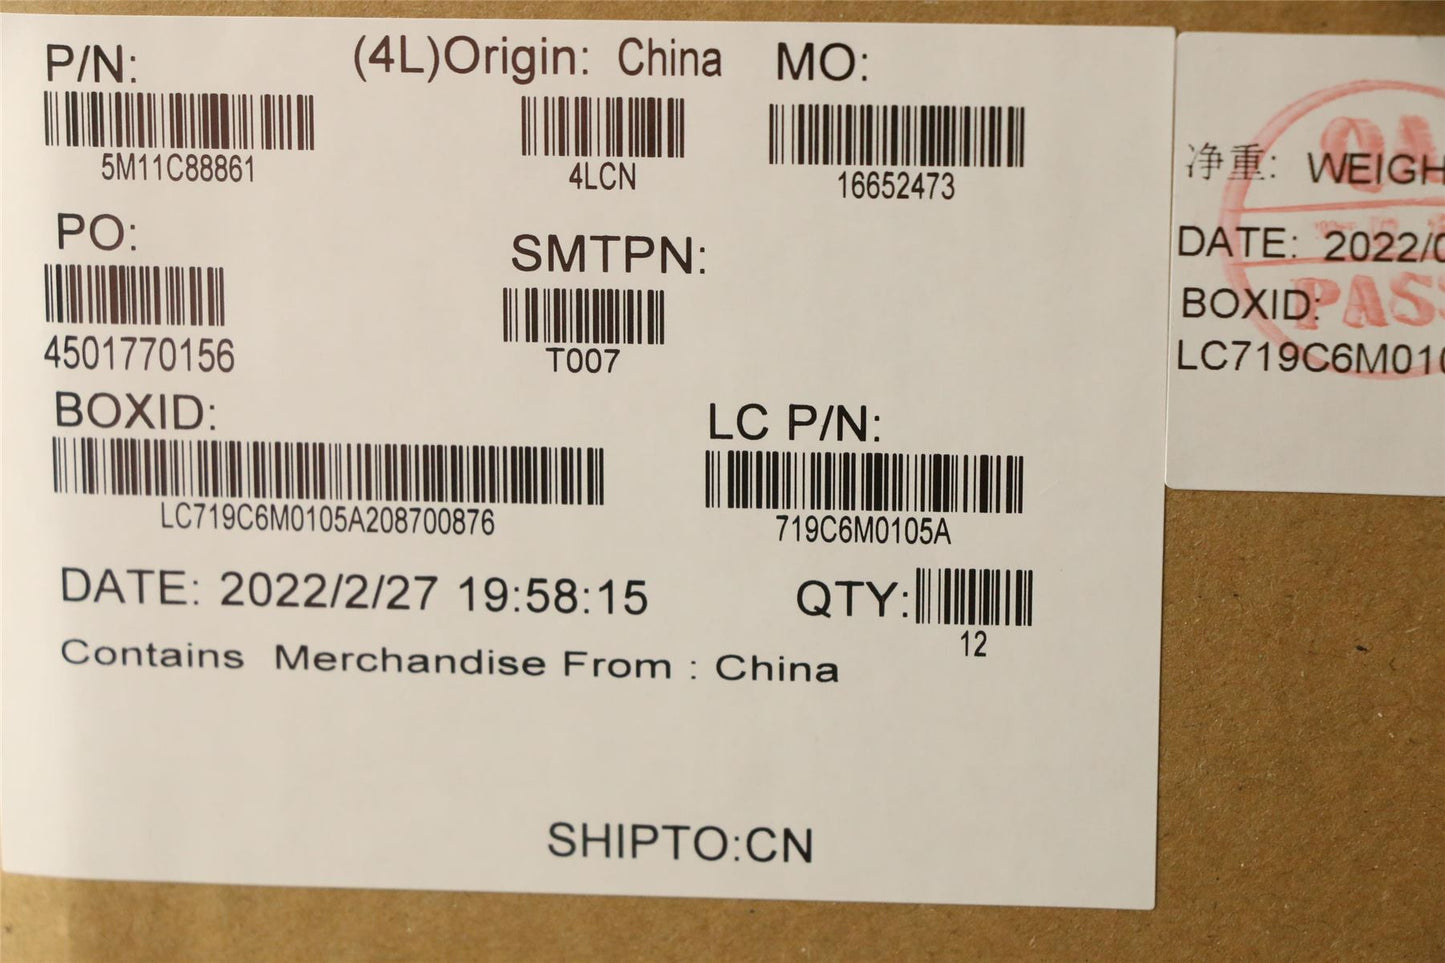 P/N:
(4L)Origin: China
MO:
5M11C88861
4LCN
16652473
PO:
SMTPN:
4501770156
T007
BOXID:
LC P/N:
LC719C6M0105A208700876
719C6M0105A
DATE: 2022/2/27 19:58:15
QTY:
12
Contains Merchandise From : China
SHIPTO:CN
净重: WEIGH
DATE: 2022/0
BOXID:
LC719C6M010
QA
PASS